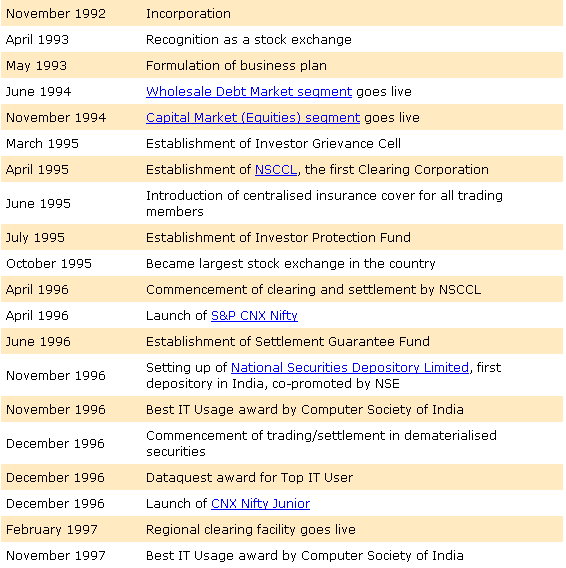 November 1992 Incorporation
April 1993 Recognition as a stock exchange
May 1993 Formulation of business plan
June 1994 Wholesale Debt Market segment goes live
November 1994 Capital Market (Equities) segment goes live
March 1995 Establishment of Investor Grievance Cell
April 1995 Establishment of NSCCL, the first Clearing Corporation
June 1995 Introduction of centralised insurance cover for all trading
members
July 1995 Establishment of Investor Protection Fund
October 1995 Became largest stock exchange in the country
April 1996 Commencement of clearing and settlement by NSCCL
April 1996 Launch of S&P CNX Nifty
June 1996 Establishment of Settlement Guarantee Fund
November 1996 Setting up of National Securities Depository Limited, first
depository in India, co-promoted by NSE
November 1996 Best IT Usage award by Computer Society of India
December 1996 Commencement of trading/settlement in dematerialised
securities
December 1996 Dataquest award for Top IT User
December 1996 Launch of CNX Nifty Junior
February 1997 Regional clearing facility goes live
November 1997 Best IT Usage award by Computer Society of India